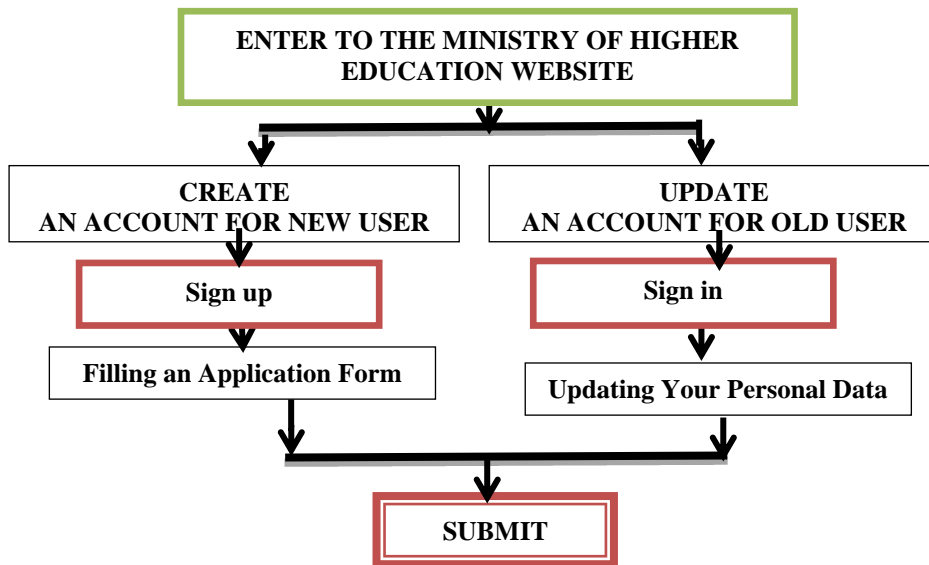 ENTER TO THE MINISTRY OF HIGHER
EDUCATION WEBSITE
CREATE
AN ACCOUNT FOR NEW USER
UPDATE
AN ACCOUNT FOR OLD USER
Sign up
Sign in
Filling an Application Form
Updating Your Personal Data
SUBMIT